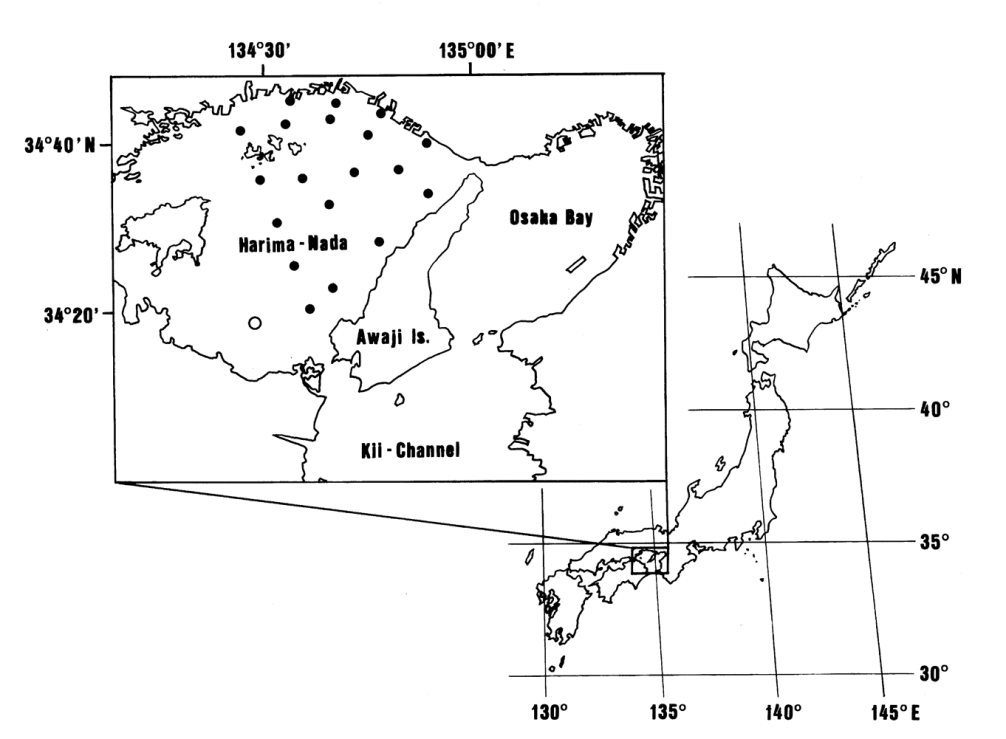 134°30' 135°00'E
34°40'N
Osaka Bay
Harima-Nada
45°N
34°20'
Awaji Is.
40°
Kii-Channel
35°
30°
130° 135° 140° 145°E